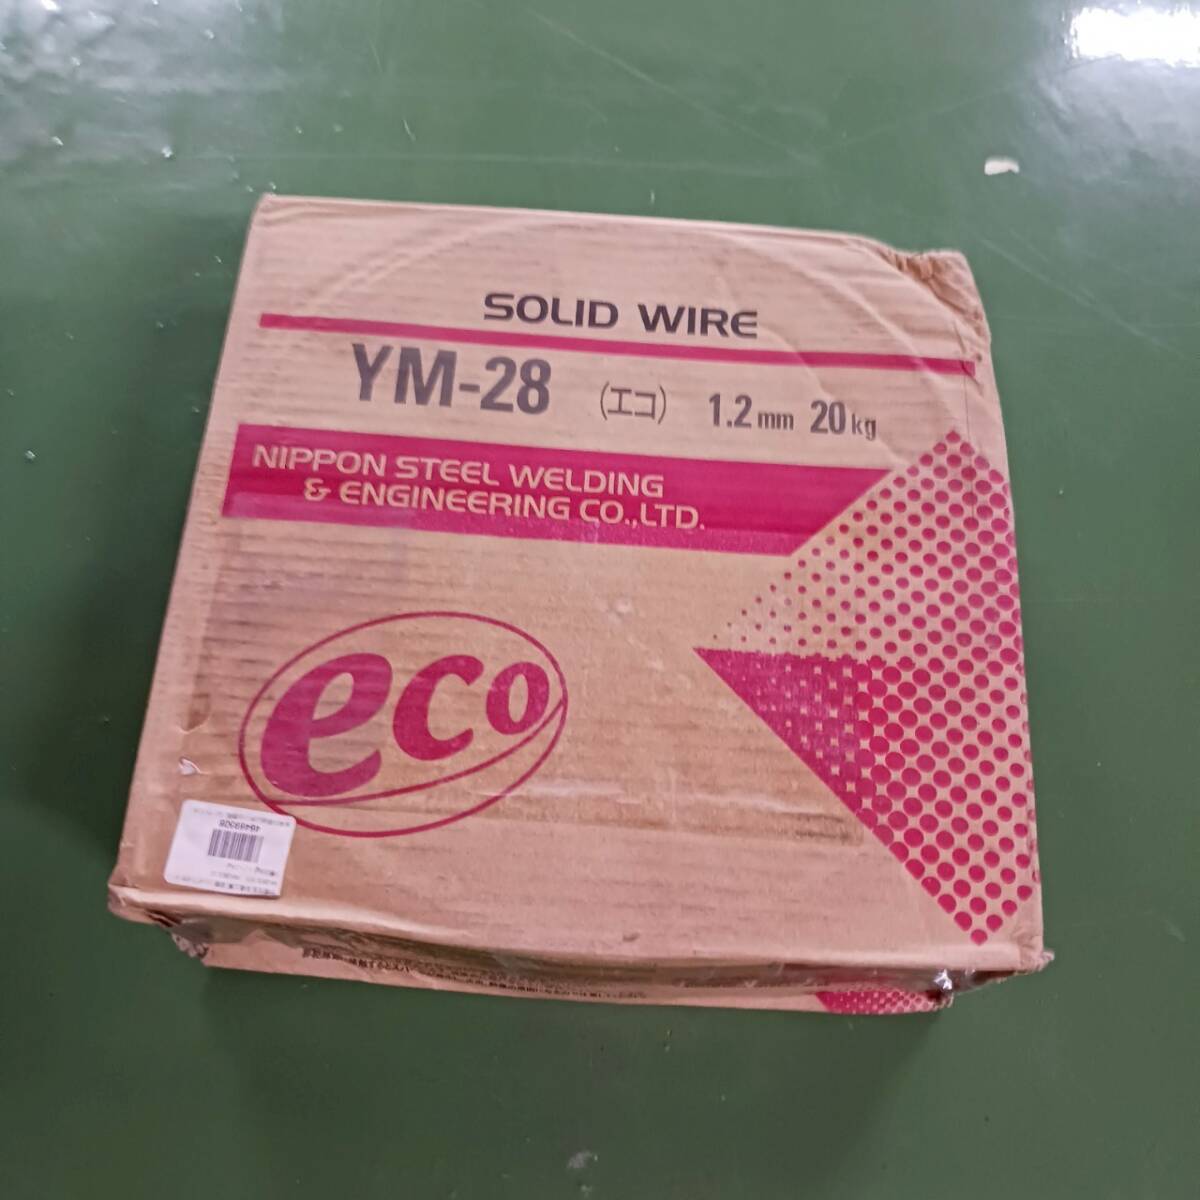 SOLID WIRE
YM-28 (エコ) 1.2mm 20kg
NIPPON STEEL WELDING
& ENGINEERING CO.,LTD.
eco